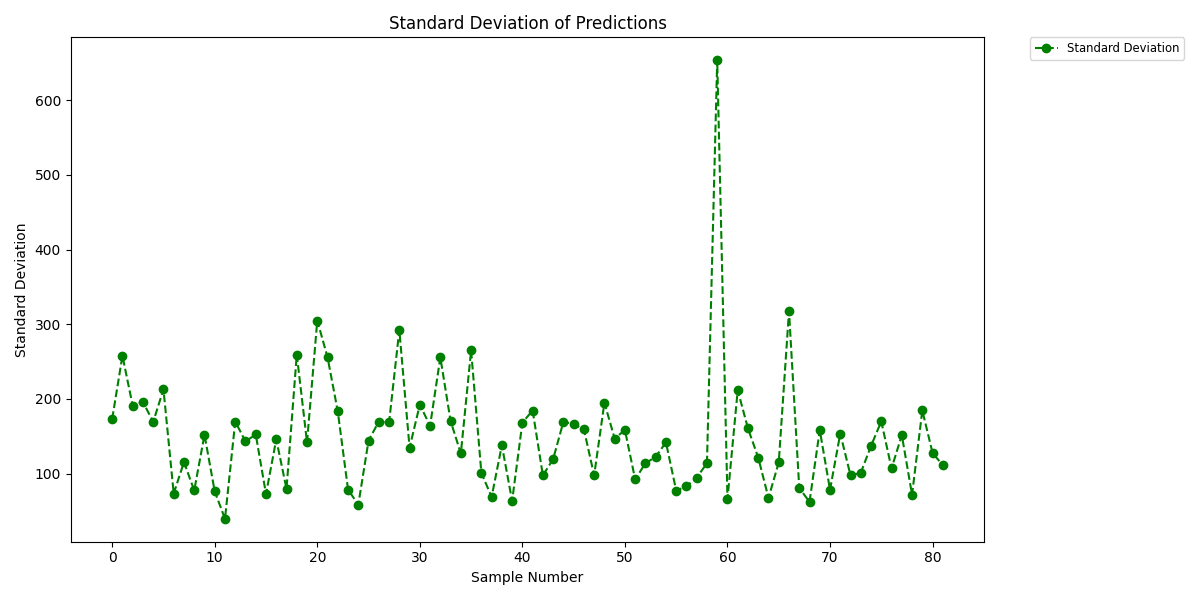 Standard Deviation of Predictions
Standard Deviation
600
500
400
300
200
100
0 10 20 30 40 50 60 70 80
Sample Number
Standard Deviation